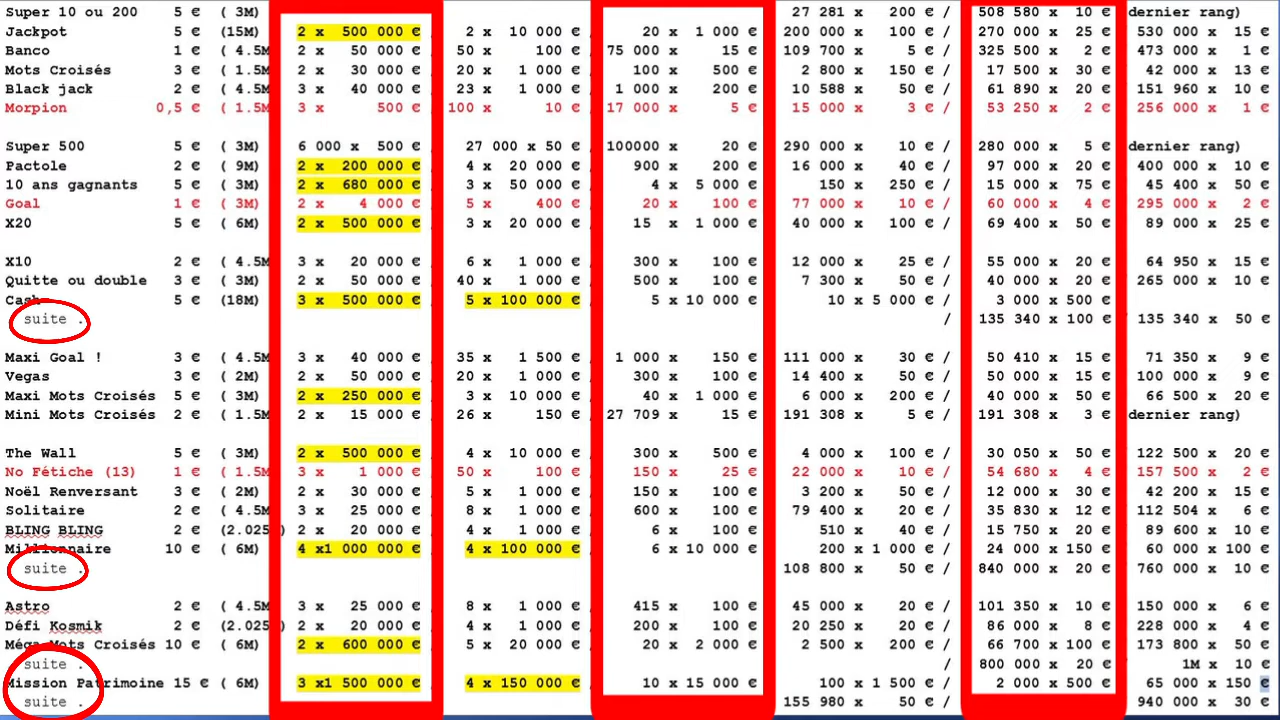 Super 10 ou 200 5 € ( 3M) 27 281 x 200 € / 508 580 x 10 € dernier rang)
Jackpot 5 € (15M) 2 x 500 000 € 2 x 10 000 € 20 x 1 000 € 200 000 x 100 € / 270 000 x 25 € 530 000 x 15 €
Banco 1 € ( 4.5M 2 x 50 000 € 50 x 100 € 75 000 x 15 € 109 700 x 5 € / 325 500 x 2 € 473 000 x 1 €
Mots Croisés 3 € ( 1.5M 2 x 30 000 € 20 x 1 000 € 100 x 500 € 2 800 x 150 € / 17 500 x 30 € 42 000 x 13 €
Black jack 2 € ( 4.5M 3 x 40 000 € 23 x 1 000 € 1 000 x 200 € 10 588 x 50 € / 61 890 x 20 € 151 960 x 10 €
Morpion 0,5 € ( 1.5M 3 x 500 € 100 x 10 € 17 000 x 5 € 15 000 x 3 € / 53 250 x 2 € 256 000 x 1 €
Super 500 5 € ( 3M) 6 000 x 500 € 27 000 x 50 € 100000 x 20 € 290 000 x 10 € / 280 000 x 5 € dernier rang)
Pactole 2 € ( 9M) 2 x 200 000 € 4 x 20 000 € 900 x 200 € 16 000 x 40 € / 97 000 x 20 € 400 000 x 10 €
10 ans gagnants 5 € ( 3M) 2 x 680 000 € 3 x 50 000 € 4 x 5 000 € 150 x 250 € / 15 000 x 75 € 45 400 x 50 €
Goal 1 € ( 3M) 2 x 4 000 € 5 x 400 € 20 x 100 € 77 000 x 10 € / 60 000 x 4 € 295 000 x 2 €
X20 5 € ( 6M) 2 x 500 000 € 3 x 20 000 € 15 x 1 000 € 40 000 x 100 € / 69 400 x 50 € 89 000 x 25 €
X10 2 € ( 4.5M 3 x 20 000 € 6 x 1 000 € 300 x 100 € 12 000 x 25 € / 55 000 x 20 € 64 950 x 15 €
Quitte ou double 3 € ( 3M) 2 x 50 000 € 40 x 1 000 € 500 x 100 € 7 300 x 50 € / 40 000 x 20 € 265 000 x 10 €
Cash 5 € (18M) 3 x 500 000 € 5 x 100 000 € 5 x 10 000 € 10 x 5 000 € / 3 000 x 500 €
suite . / 135 340 x 100 € 135 340 x 50 €
Maxi Goal ! 3 € ( 4.5M 3 x 40 000 € 35 x 1 500 € 1 000 x 150 € 111 000 x 30 € / 50 410 x 15 € 71 350 x 9 €
Vegas 3 € ( 2M) 2 x 50 000 € 20 x 1 000 € 300 x 100 € 14 400 x 50 € / 50 000 x 15 € 100 000 x 9 €
Maxi Mots Croisés 5 € ( 3M) 2 x 250 000 € 3 x 10 000 € 40 x 1 000 € 6 000 x 200 € / 40 000 x 50 € 66 500 x 20 €
Mini Mots Croisés 2 € ( 1.5M 2 x 15 000 € 26 x 150 € 27 709 x 15 € 191 308 x 5 € / 191 308 x 3 € dernier rang)
The Wall 5 € ( 3M) 2 x 500 000 € 4 x 10 000 € 300 x 500 € 4 000 x 100 € / 30 050 x 50 € 122 500 x 20 €
No Fétiche (13) 1 € ( 1.5M 3 x 1 000 € 50 x 100 € 150 x 25 € 22 000 x 10 € / 54 680 x 4 € 157 500 x 2 €
Noël Renversant 3 € ( 2M) 2 x 30 000 € 5 x 1 000 € 150 x 100 € 3 200 x 50 € / 12 000 x 30 € 42 200 x 15 €
Solitaire 2 € ( 4.5M 3 x 25 000 € 8 x 1 000 € 600 x 100 € 79 400 x 20 € / 35 830 x 12 € 112 504 x 6 €
BLING BLING 2 € (2.025 ) 2 x 20 000 € 4 x 1 000 € 6 x 100 € 510 x 40 € / 15 750 x 20 € 89 600 x 10 €
Millionnaire 10 € ( 6M) 4 x1 000 000 € 4 x 100 000 € 6 x 10 000 € 200 x 1 000 € / 24 000 x 150 € 60 000 x 100 €
suite . 108 800 x 50 € / 840 000 x 20 € 760 000 x 10 €
Astro 2 € ( 4.5M 3 x 25 000 € 8 x 1 000 € 415 x 100 € 45 000 x 20 € / 101 350 x 10 € 150 000 x 6 €
Défi Kosmik 2 € (2.025 ) 2 x 20 000 € 4 x 1 000 € 200 x 100 € 20 250 x 20 € / 86 000 x 8 € 228 000 x 4 €
Méga Mots Croisés 10 € ( 6M) 2 x 600 000 € 5 x 20 000 € 20 x 2 000 € 2 500 x 200 € / 66 700 x 100 € 173 800 x 50 €
suite . / 800 000 x 20 € 1M x 10 €
Mission Patrimoine 15 € ( 6M) 3 x1 500 000 € 4 x 150 000 € 10 x 15 000 € 100 x 1 500 € / 2 000 x 500 € 65 000 x 150 €
suite . 155 980 x 50 € / 940 000 x 30 €